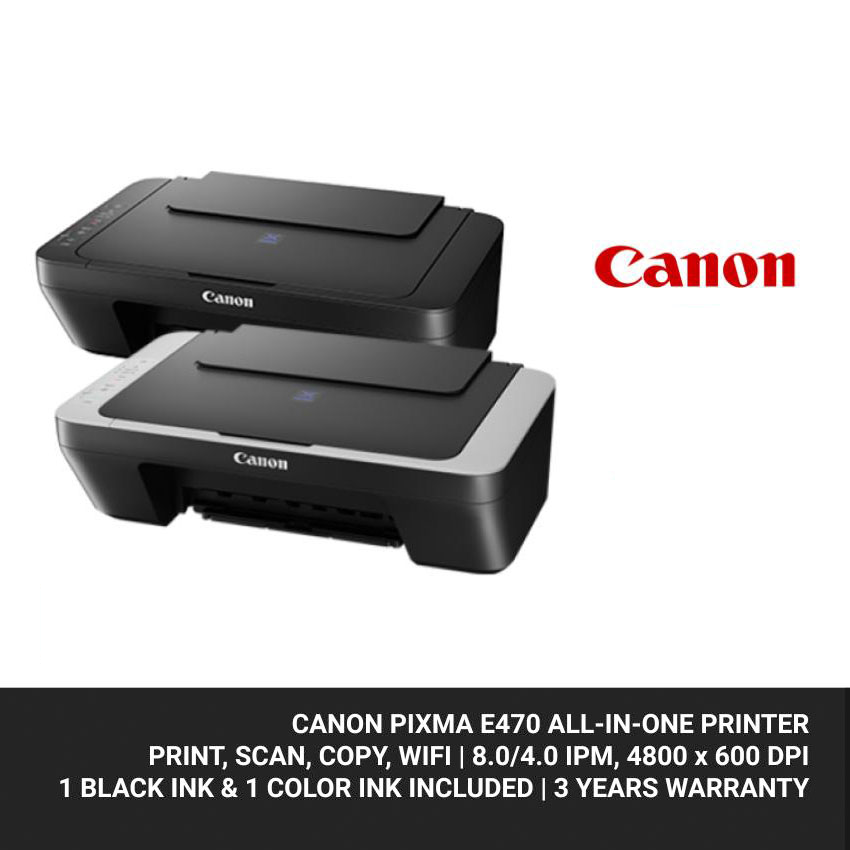 Canon
Canon
Canon
CANON PIXMA E470 ALL-IN-ONE PRINTER
PRINT, SCAN, COPY, WIFI | 8.0/4.0 IPM, 4800 x 600 DPI
1 BLACK INK & 1 COLOR INK INCLUDED | 3 YEARS WARRANTY